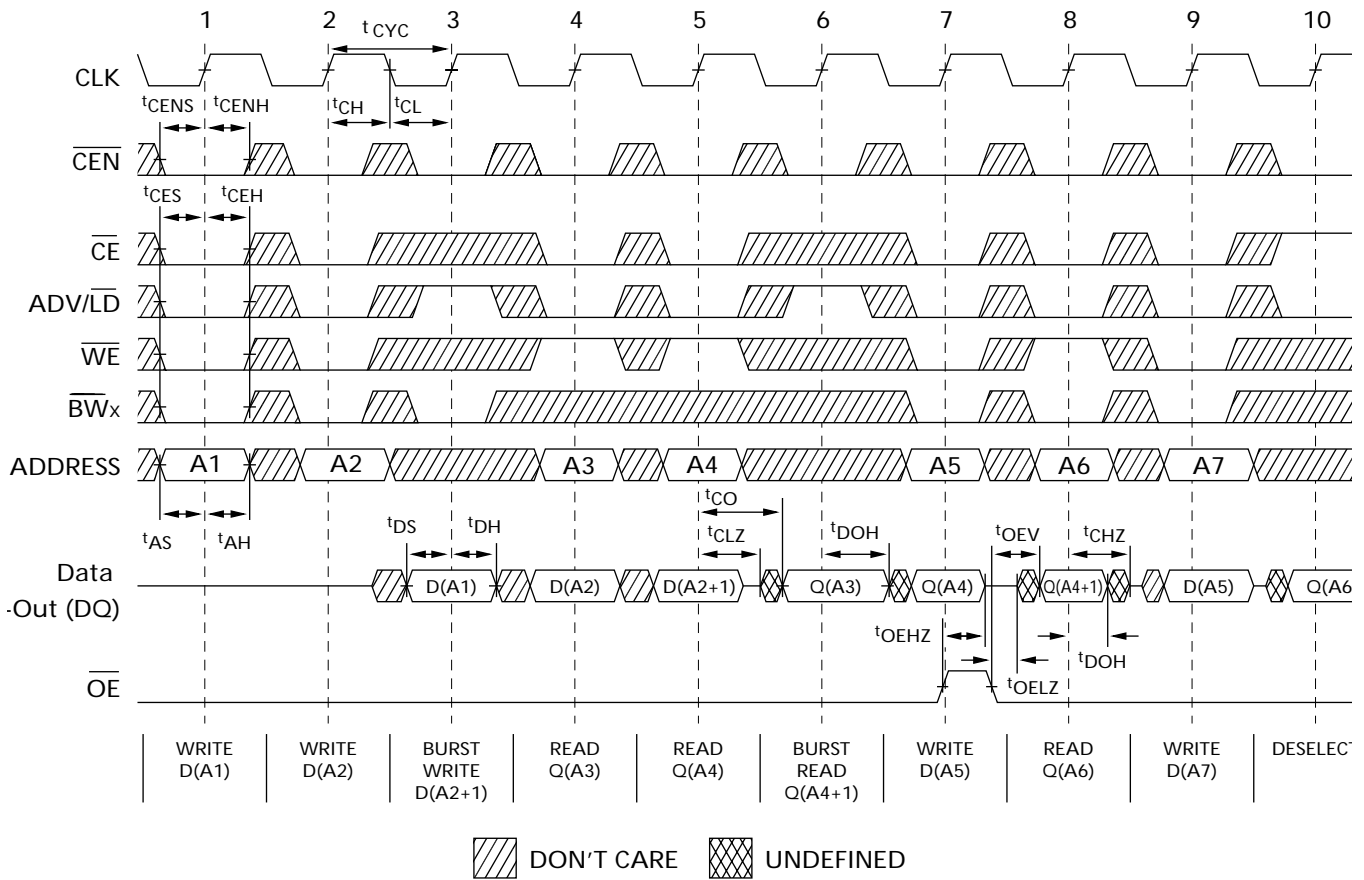 1 2 3 4 5 6 7 8 9 10
tCYC
CLK
tCENS tCENH tCH tCL
CEN
tCES tCEH
CE
ADV/LD
WE
BWx
ADDRESS A1 A2 A3 A4 A5 A6 A7
tCO
tAS tAH tDS tDH tCLZ tDOH tOEV tCHZ
Data
-Out (DQ)
D(A1) D(A2) D(A2+1) Q(A3) Q(A4) Q(A4+1) D(A5) Q(A6
tOEHZ tDOH
tOELZ
OE
WRITE
D(A1)
WRITE
D(A2)
BURST
WRITE
D(A2+1)
READ
Q(A3)
READ
Q(A4)
BURST
READ
Q(A4+1)
WRITE
D(A5)
READ
Q(A6)
WRITE
D(A7)
DESELECT
DON'T CARE UNDEFINED